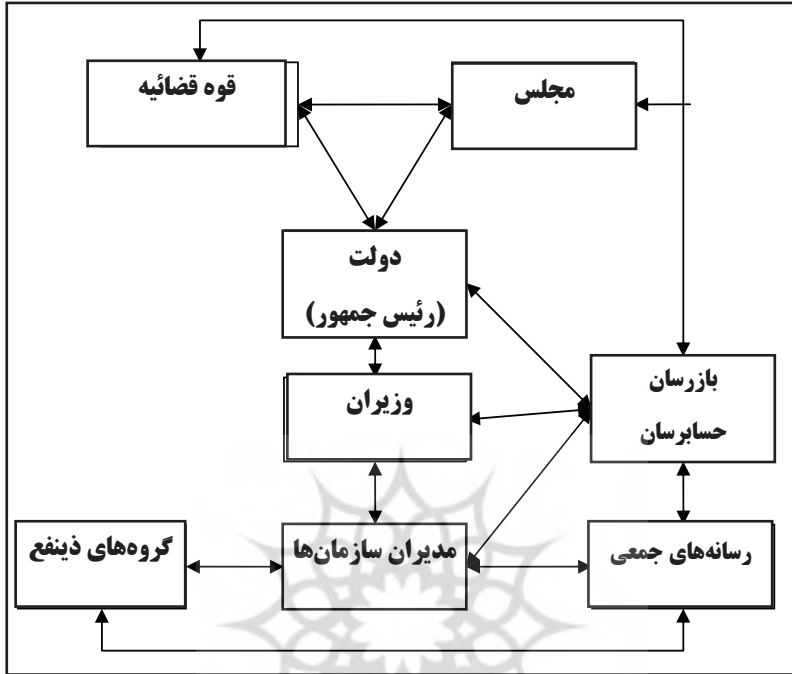 قوه قضائیه
مجلس
دولت
(رئیس جمهور)
وزیران
بازرسان
حسابرسان
گروه‌های ذینفع
مدیران سازمان‌ها
رسانه‌های جمعی